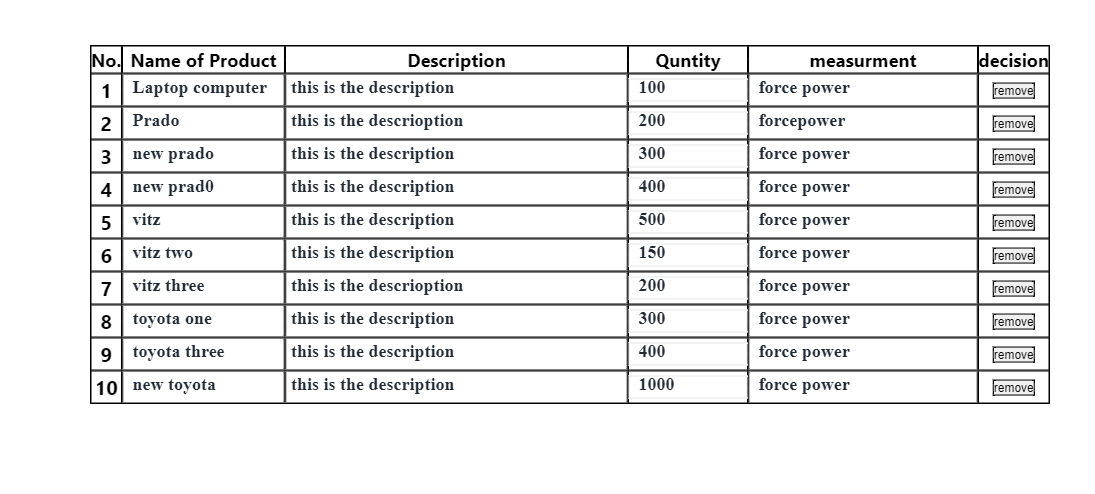 No. Name of Product Description Quntity measurment decision
1 Laptop computer this is the description 100 force power remove
2 Prado this is the descrioption 200 forcepower remove
3 new prado this is the description 300 force power remove
4 new prad0 this is the description 400 force power remove
5 vitz this is the description 500 force power remove
6 vitz two this is the description 150 force power remove
7 vitz three this is the descrioption 200 force power remove
8 toyota one this is the description 300 force power remove
9 toyota three this is the description 400 force power remove
10 new toyota this is the description 1000 force power remove